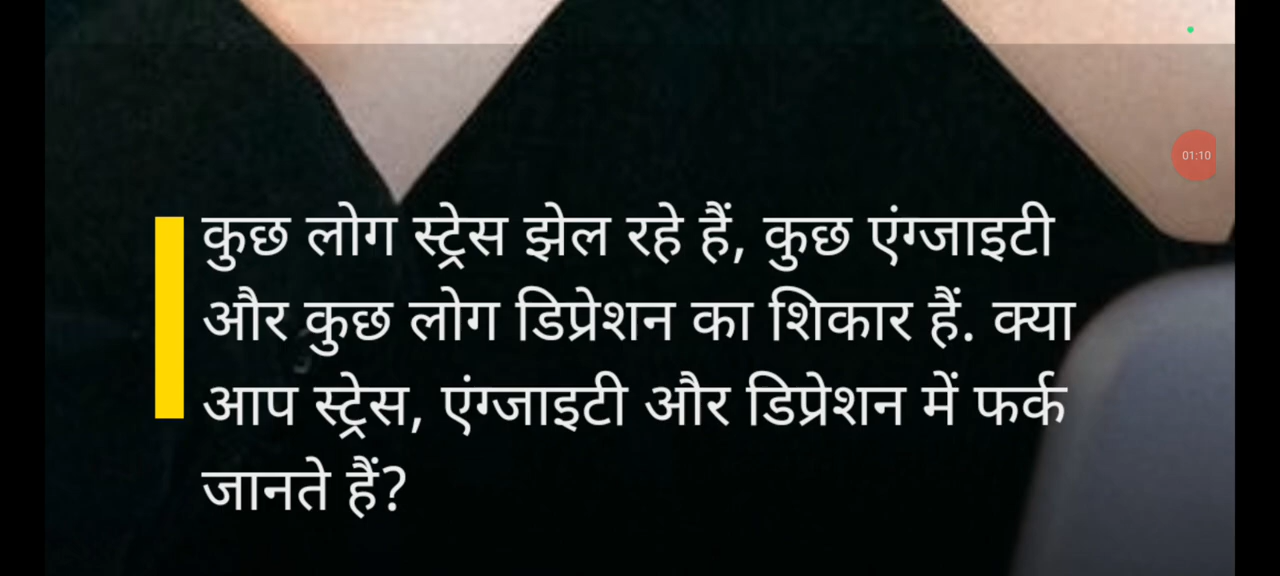 01:10
कुछ लोग स्ट्रेस झेल रहे हैं, कुछ एंग्जाइटी
और कुछ लोग डिप्रेशन का शिकार हैं. क्या
आप स्ट्रेस, एंग्जाइटी और डिप्रेशन में फर्क
जानते हैं?